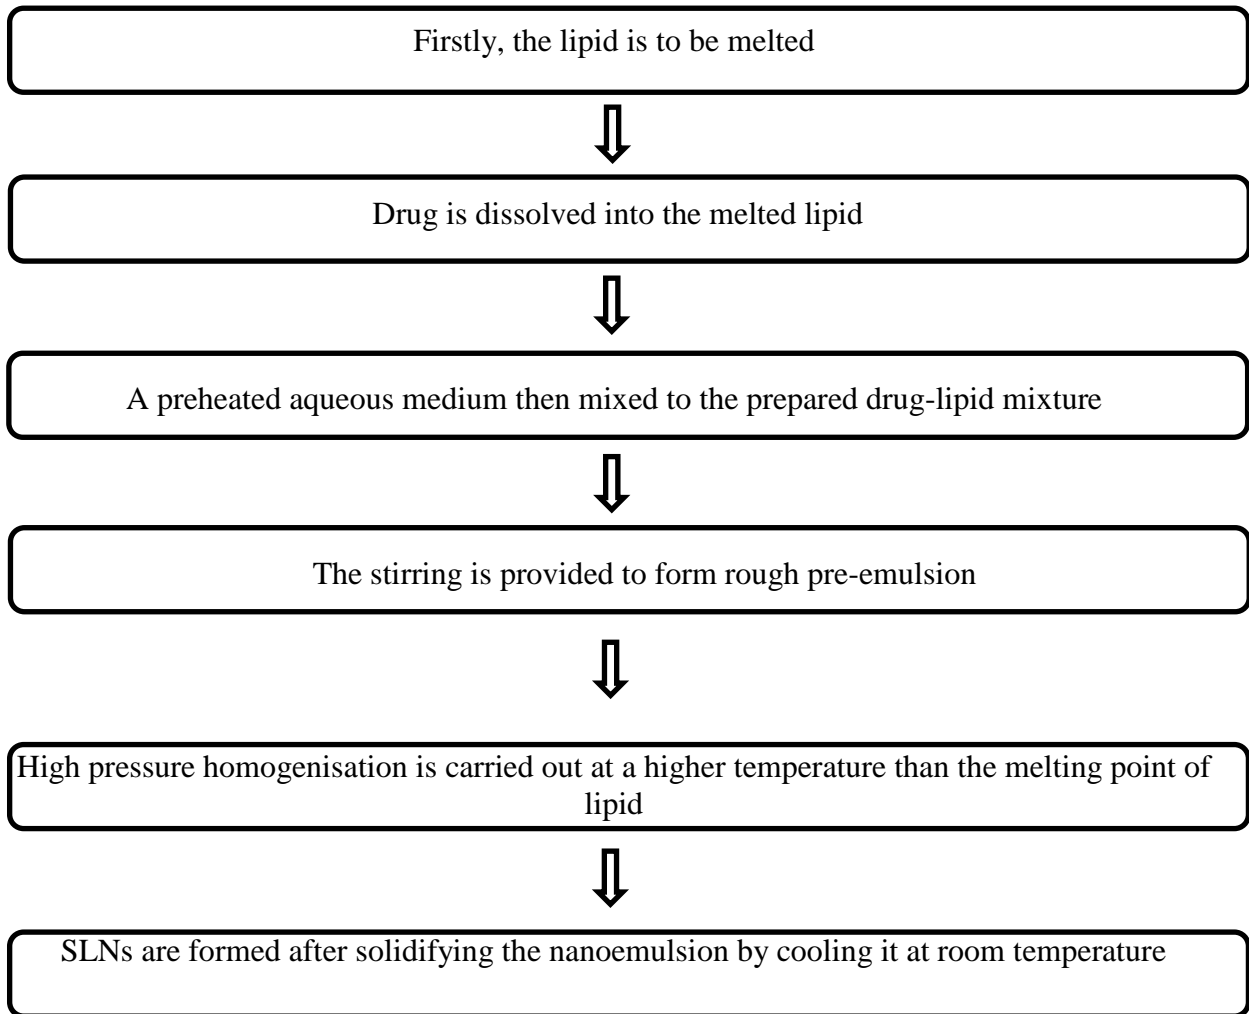 Firstly, the lipid is to be melted
Drug is dissolved into the melted lipid
A preheated aqueous medium then mixed to the prepared drug-lipid mixture
The stirring is provided to form rough pre-emulsion
High pressure homogenisation is carried out at a higher temperature than the melting point of
lipid
SLNs are formed after solidifying the nanoemulsion by cooling it at room temperature